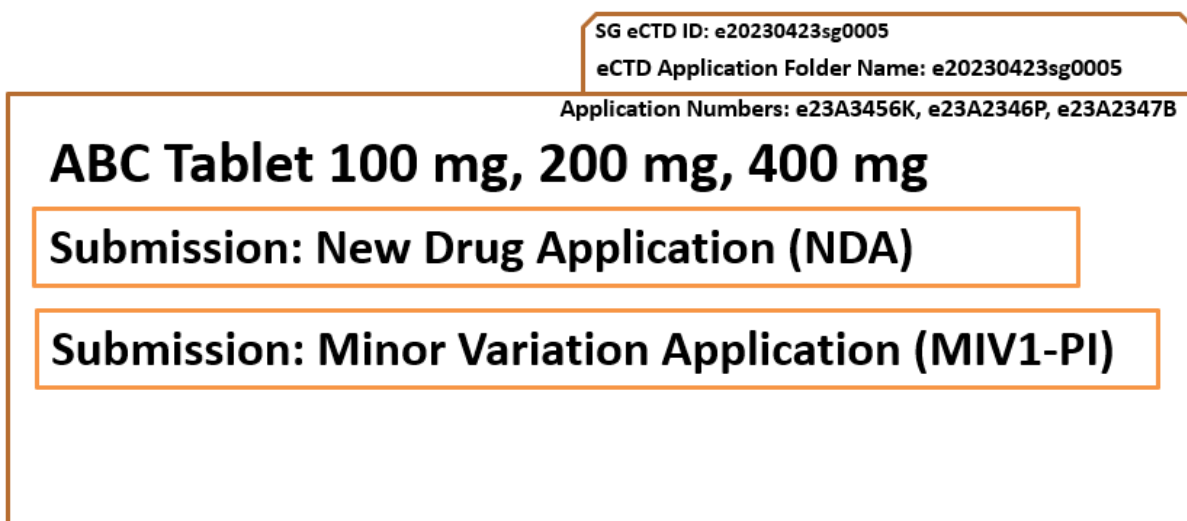 SG eCTD ID: e20230423sg0005
eCTD Application Folder Name: e20230423sg0005
Application Numbers: e23A3456K, e23A2346P, e23A2347B
ABC Tablet 100 mg, 200 mg, 400 mg
Submission: New Drug Application (NDA)
Submission: Minor Variation Application (MIV1-PI)